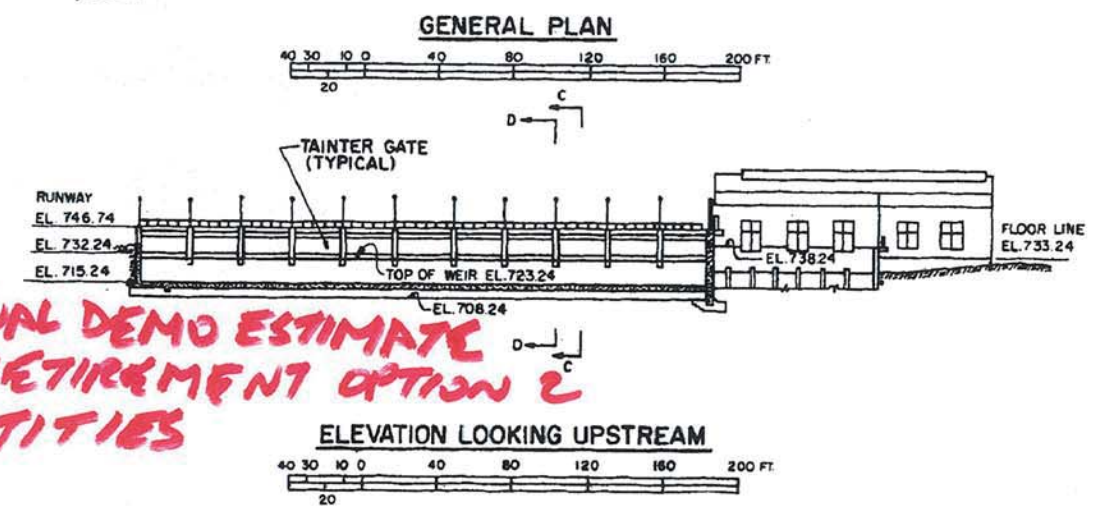 GENERAL PLAN
40 30 10 0 40 80 120 160 200 FT.
20
C
D
TAINTER GATE
(TYPICAL)
RUNWAY
EL. 746.74
EL. 732.24
EL. 715.24
TOP OF WEIR EL. 723.24
EL. 738.24
FLOOR LINE
EL. 733.24
EL. 708.24
D
C
DEMO ESTIMATE
RETIREMENT OPTION 2
ELEVATION LOOKING UPSTREAM
40 30 10 0 40 80 120 160 200 FT.
20